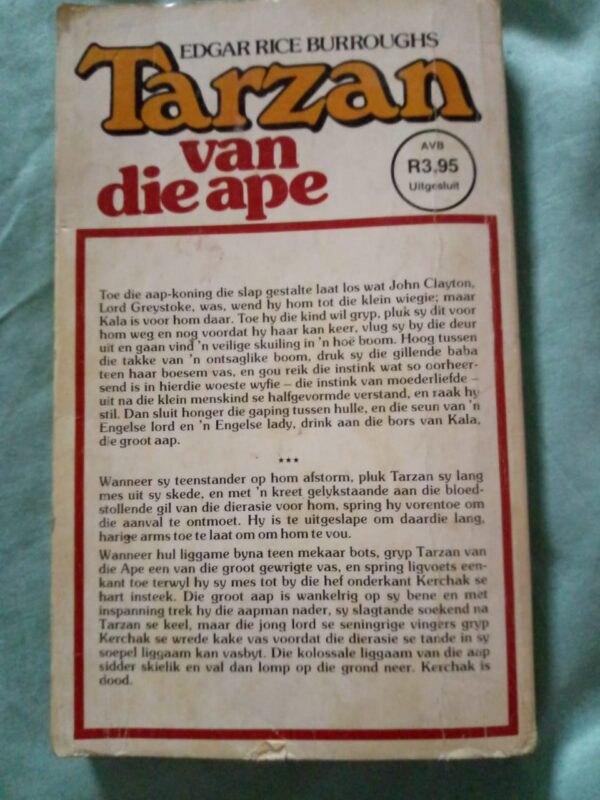 EDGAR RICE BURROUGHS
Tarzan
van
die ape
AVB
R3,95
Uitgesluit
Toe die aap-koning die slap gestalte laat los wat John Clayton,
Lord Greystoke, was, wend hy hom tot die klein wiegie; maar
Kala is voor hom daar. Toe hy die kind wil gryp, pluk sy dit voor
hom weg en nog voordat hy haar kan keer, vlug sy by die deur
uit en gaan vind 'n veilige skuiling in 'n hoë boom. Hoog tussen
die takke van 'n ontsaglike boom, druk sy die gillende baba
teen haar boesem vas, en gou reik die instink wat so oorheer-
send is in hierdie woeste wyfie – die instink van moederliefde –
uit na die klein menskind se halfgevormde verstand, en raak hy
stil. Dan sluit honger die gaping tussen hulle, en die seun van 'n
Engelse lord en 'n Engelse lady, drink aan die bors van Kala,
die groot aap.
***
Wanneer sy teenstander op hom afstorm, pluk Tarzan sy lang
mes uit sy skede, en met 'n kreet gelykstaande aan die bloed-
stollende gil van die dierasie voor hom, spring hy vorentoe om
die aanval te ontmoet. Hy is te uitgeslape om daardie lang,
harige arms toe te laat om om hom te vou.
Wanneer hul liggame byna teen mekaar bots, gryp Tarzan van
die Ape een van die groot gewrigte vas, en spring ligvoets een-
kant toe terwyl hy sy mes tot by die hef onderkant Kerchak se
hart insteek. Die groot aap is wankelrig op sy bene en met
inspanning trek hy die aapman nader, sy slagtande soekend na
Tarzan se keel, maar die jong lord se seningrige vingers gryp
Kerchak se wrede kake vas voordat die dierasie se tande in sy
soepel liggaam kan vasbyt. Die kolossale liggaam van die aap
sidder skielik en val dan lomp op die grond neer. Kerchak is
dood.